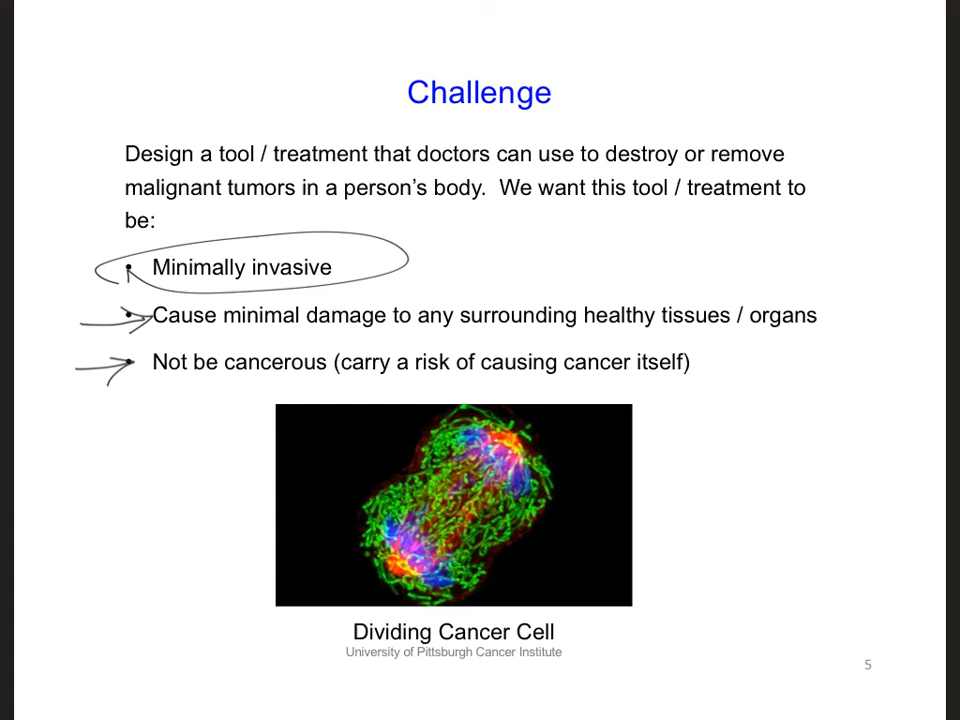 Challenge
Design a tool / treatment that doctors can use to destroy or remove
malignant tumors in a person’s body.  We want this tool / treatment to
be:
• Minimally invasive
• Cause minimal damage to any surrounding healthy tissues / organs
• Not be cancerous (carry a risk of causing cancer itself)
Dividing Cancer Cell
University of Pittsburgh Cancer Institute
5